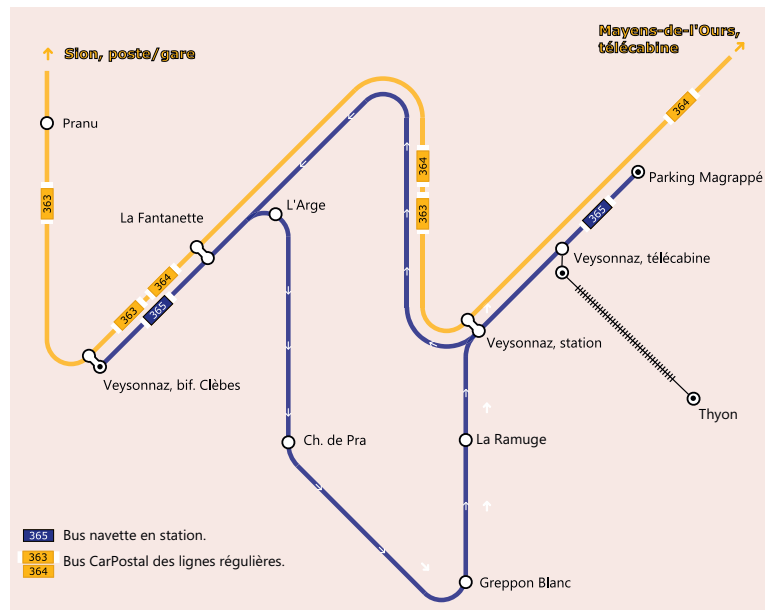 Sion, poste/gare
Mayens-de-l'Ours,
télécabine
364
Pranu
364
Parking Magrappé
363
L'Arge
363
365
La Fantanette
Veysonnaz, télécabine
364
363
365
Veysonnaz, station
Veysonnaz, bif. Clèbes
Thyon
Ch. de Pra
La Ramuge
365 Bus navette en station.
363
Bus CarPostal des lignes régulières.
364
Greppon Blanc